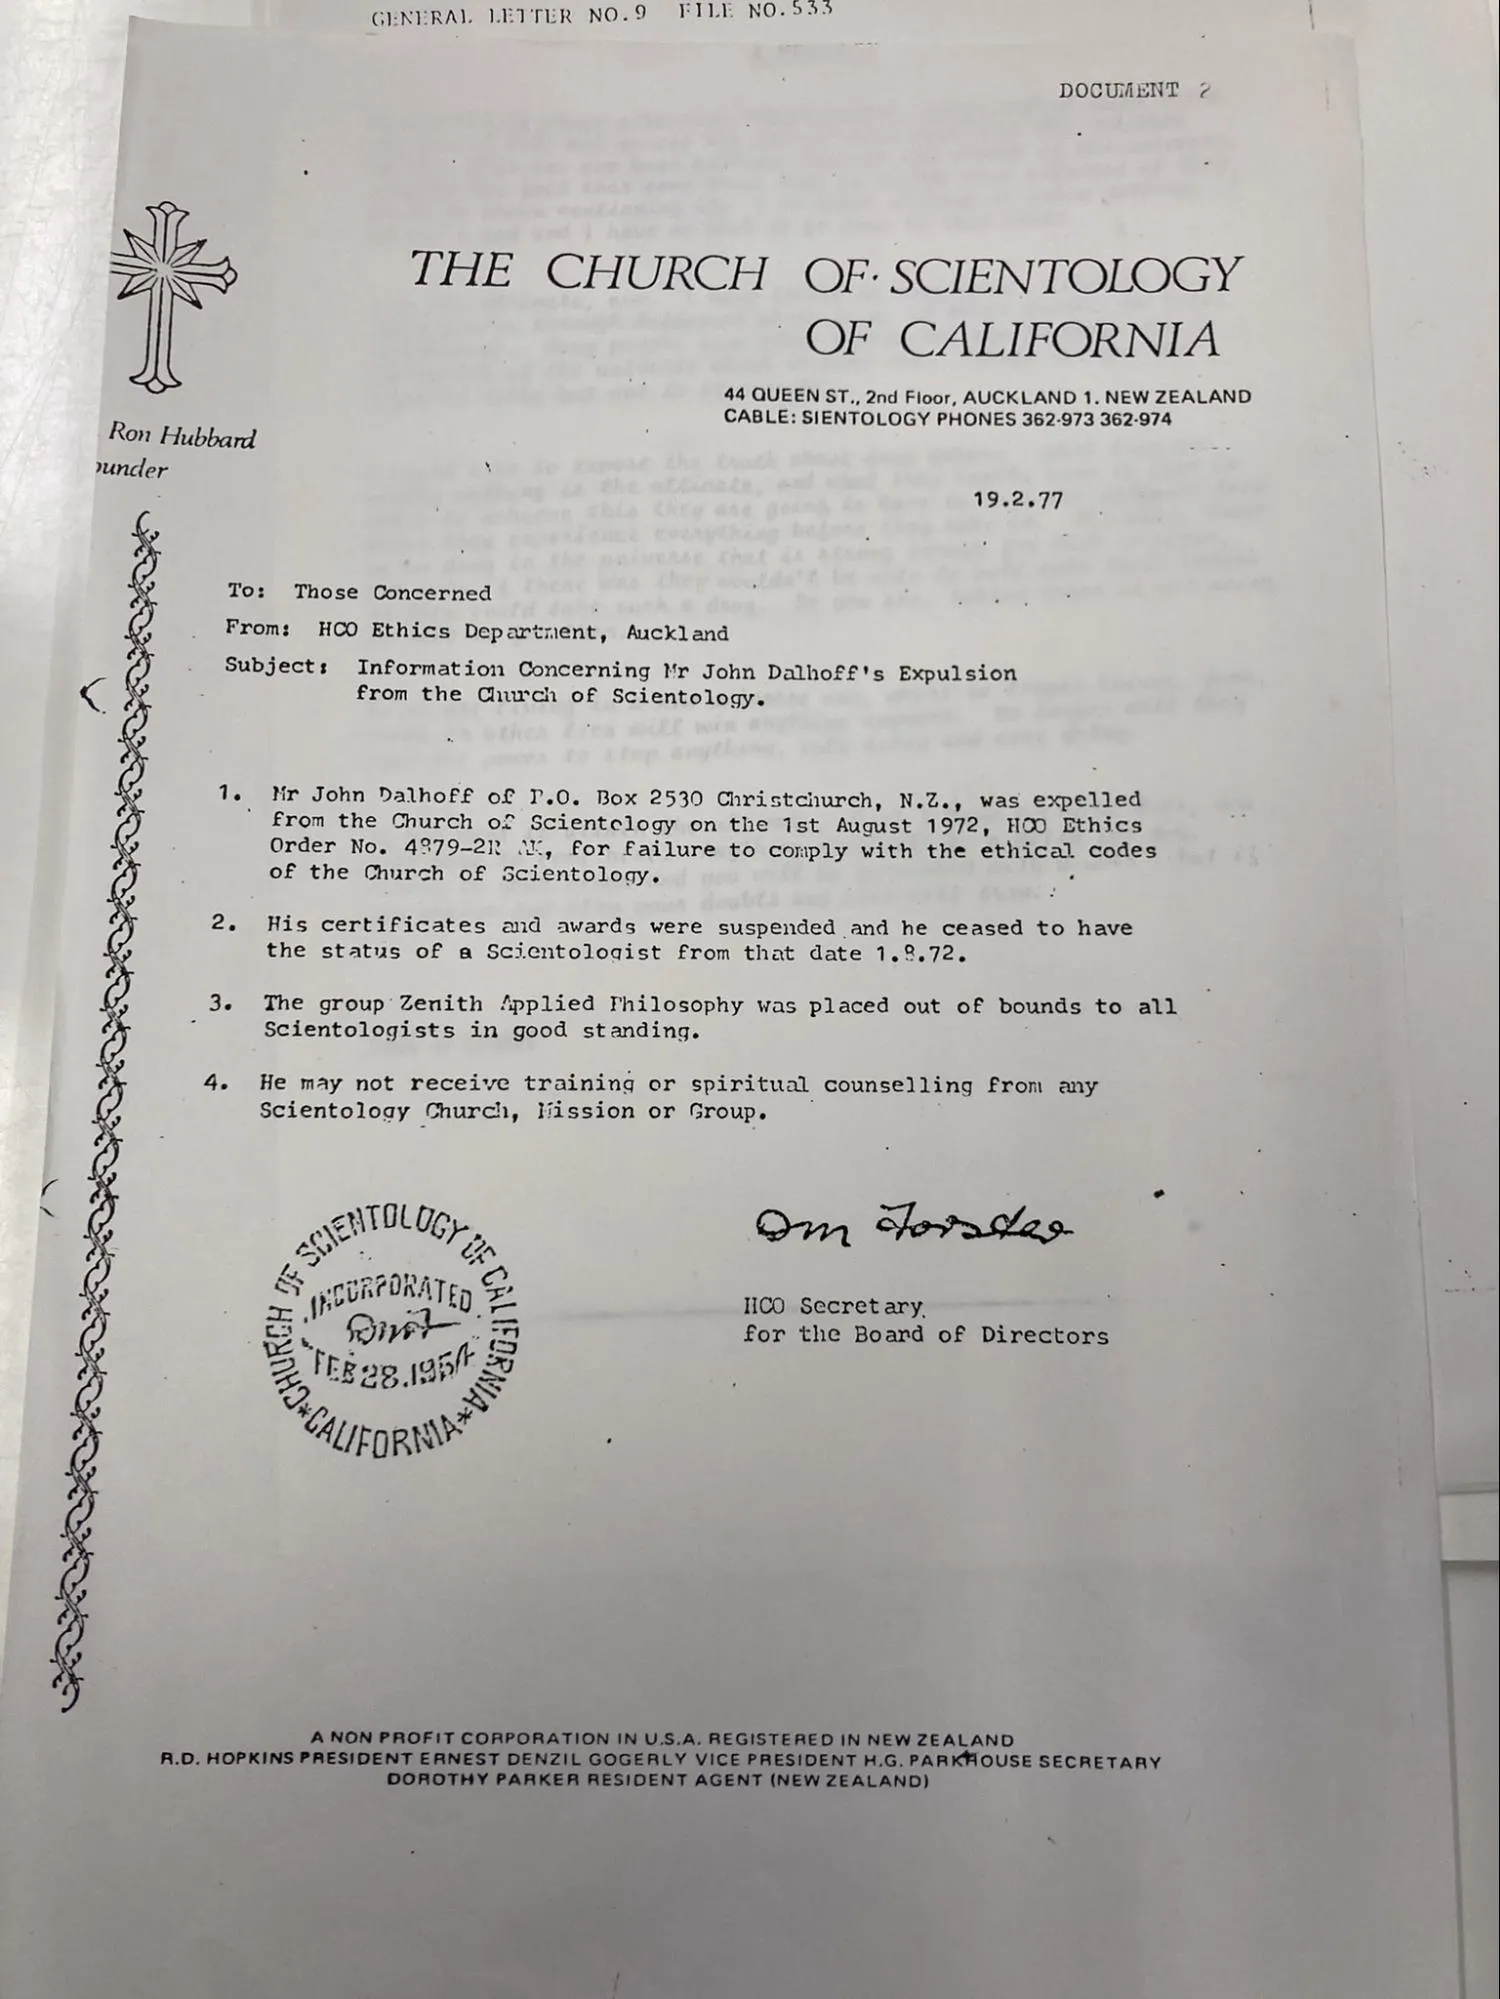 GENERAL LETTER NO.9 FILE NO.533
DOCUMENT 2
THE CHURCH OF SCIENTOLOGY
OF CALIFORNIA
44 QUEEN ST., 2nd Floor, AUCKLAND 1. NEW ZEALAND
CABLE: SIENTOLOGY PHONES 362-973 362-974
Ron Hubbard
ounder
19.2.77
To: Those Concerned
From: HCO Ethics Department, Auckland
Subject: Information Concerning Mr John Dalhoff's Expulsion
from the Church of Scientology.
1. Mr John Dalhoff of P.O. Box 2530 Christchurch, N.Z., was expelled
from the Church of Scientology on the 1st August 1972, HCO Ethics
Order No. for failure to comply with the ethical codes
of the Church of Scientology.
2. His certificates and awards were suspended and he ceased to have
the status of a Scientologist from that date 1.8.72.
3. The group Zenith Applied Philosophy was placed out of bounds to all
Scientologists in good standing.
4. He may not receive training or spiritual counselling from any
Scientology Church, Mission or Group.
CHURCH OF SCIENTOLOGY OF CALIFORNIA
INCORPORATED
FEB 28.1954
*CALIFORNIA*
HCO Secretary
for the Board of Directors
A NON PROFIT CORPORATION IN U.S.A. REGISTERED IN NEW ZEALAND
R.D. HOPKINS PRESIDENT ERNEST DENZIL GOGERLY VICE PRESIDENT H.G. PARKHOUSE SECRETARY
DOROTHY PARKER RESIDENT AGENT (NEW ZEALAND)